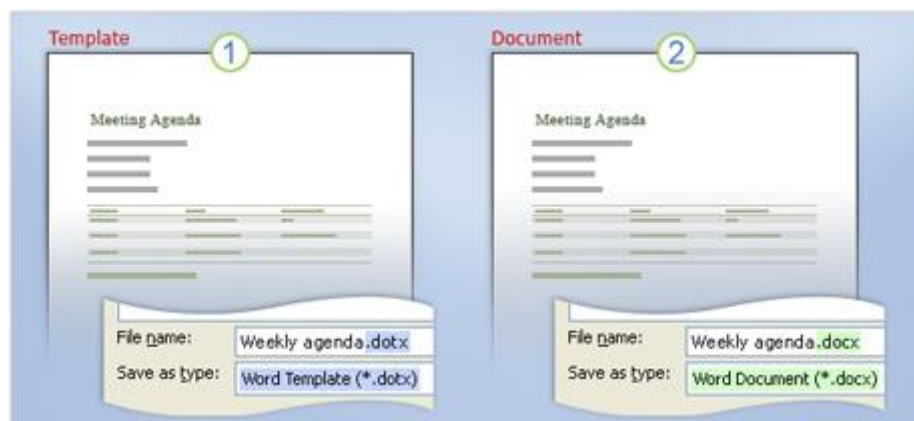 Template
1
Meeting Agenda
File name:
Weekly agenda.dotx
Save as type:
Word Template (*.dotx)
Document
2
Meeting Agenda
File name:
Weekly agenda.docx
Save as type:
Word Document (*.docx)